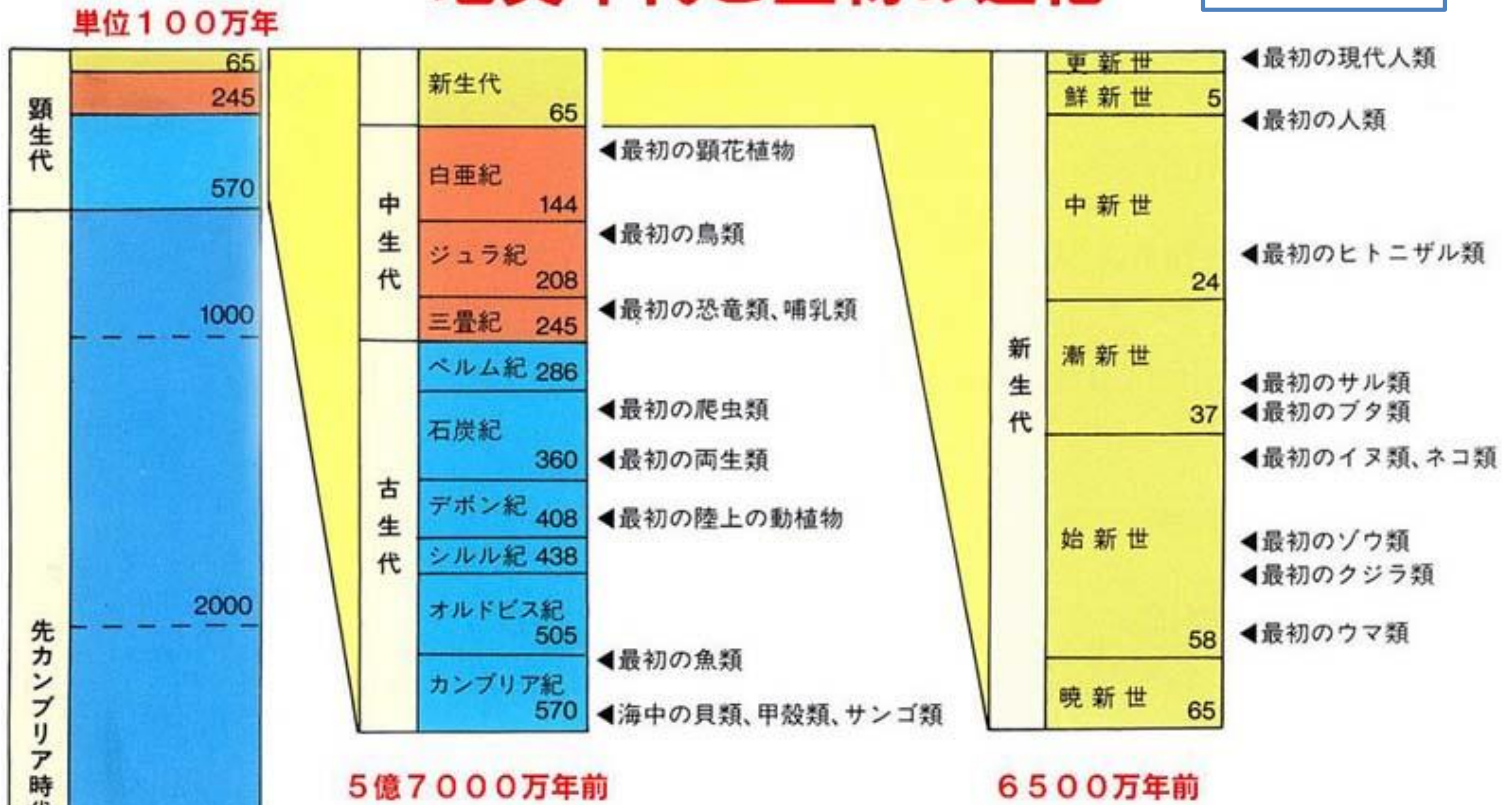 単位１００万年
顕生代
65
245
570
1000
2000
先カンブリア時
新生代
65
中生代
白亜紀
144
ジュラ紀
208
三畳紀 245
古生代
ペルム紀 286
石炭紀
360
デボン紀 408
シルル紀 438
オルドビス紀
505
カンブリア紀
570
◀最初の顕花植物
◀最初の鳥類
◀最初の恐竜類、哺乳類
◀最初の爬虫類
◀最初の両生類
◀最初の陸上の動植物
◀最初の魚類
◀海中の貝類、甲殻類、サンゴ類
５億７０００万年前
新生代
更新世
鮮新世 5
中新世
24
漸新世
37
始新世
58
暁新世
65
◀最初の現代人類
◀最初の人類
◀最初のヒトニザル類
◀最初のサル類
◀最初のブタ類
◀最初のイヌ類、ネコ類
◀最初のゾウ類
◀最初のクジラ類
◀最初のウマ類
６５００万年前